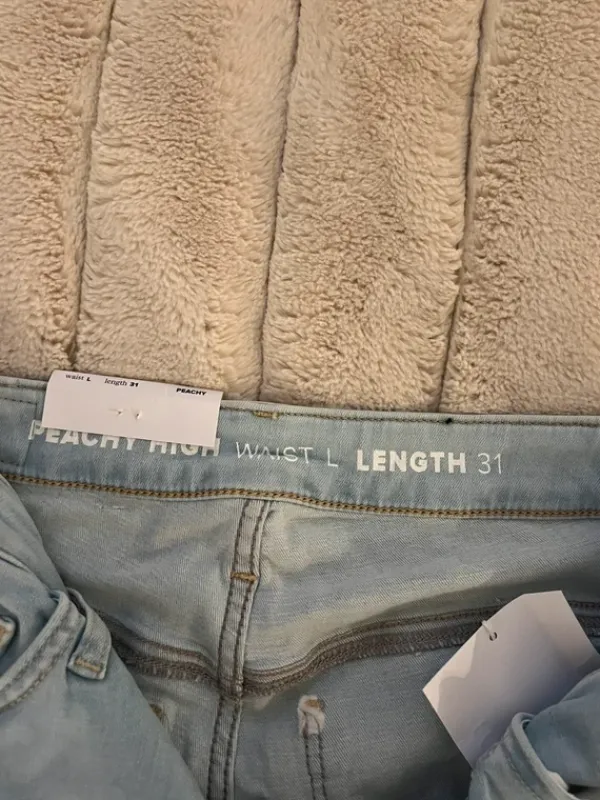 waist L length 31 PEACHY
PEACHY HIGH WAIST L LENGTH 31